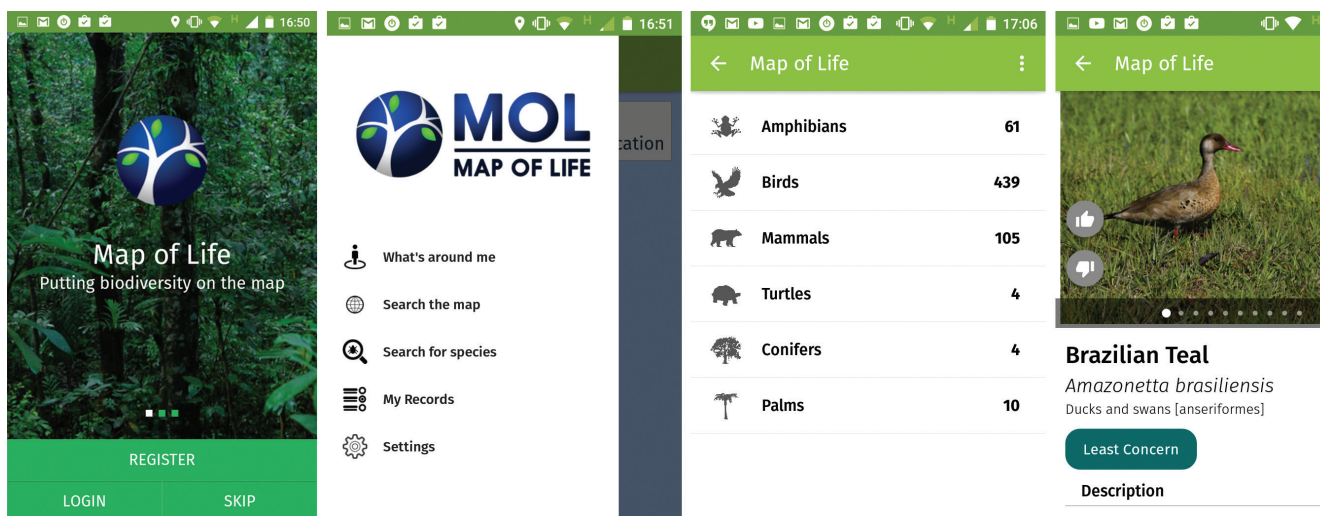 16:50
Map of Life
Putting biodiversity on the map
REGISTER
LOGIN SKIP
H 16:51
MOL
MAP OF LIFE
cation
What's around me
Search the map
Search for species
My Records
Settings
H 17:06
Map of Life
Amphibians 61
Birds 439
Mammals 105
Turtles 4
Conifers 4
Palms 10
H
Map of Life
Brazilian Teal
Amazonetta brasiliensis
Ducks and swans [anseriformes]
Least Concern
Description